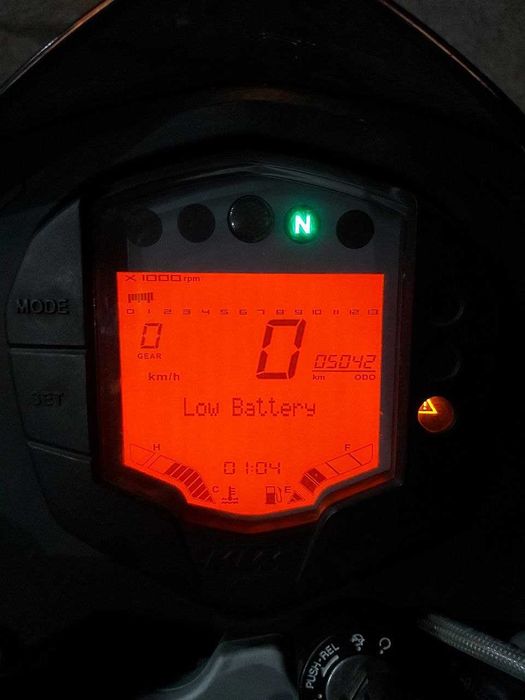 N
X 1000 rpm
0 1 2 3 4 5 6 7 8 9 10 11 12 13
MODE
0
GEAR
0
05042
km ODO
km/h
SET
Low Battery
H
F
01:04
C
E
PUSH-REL